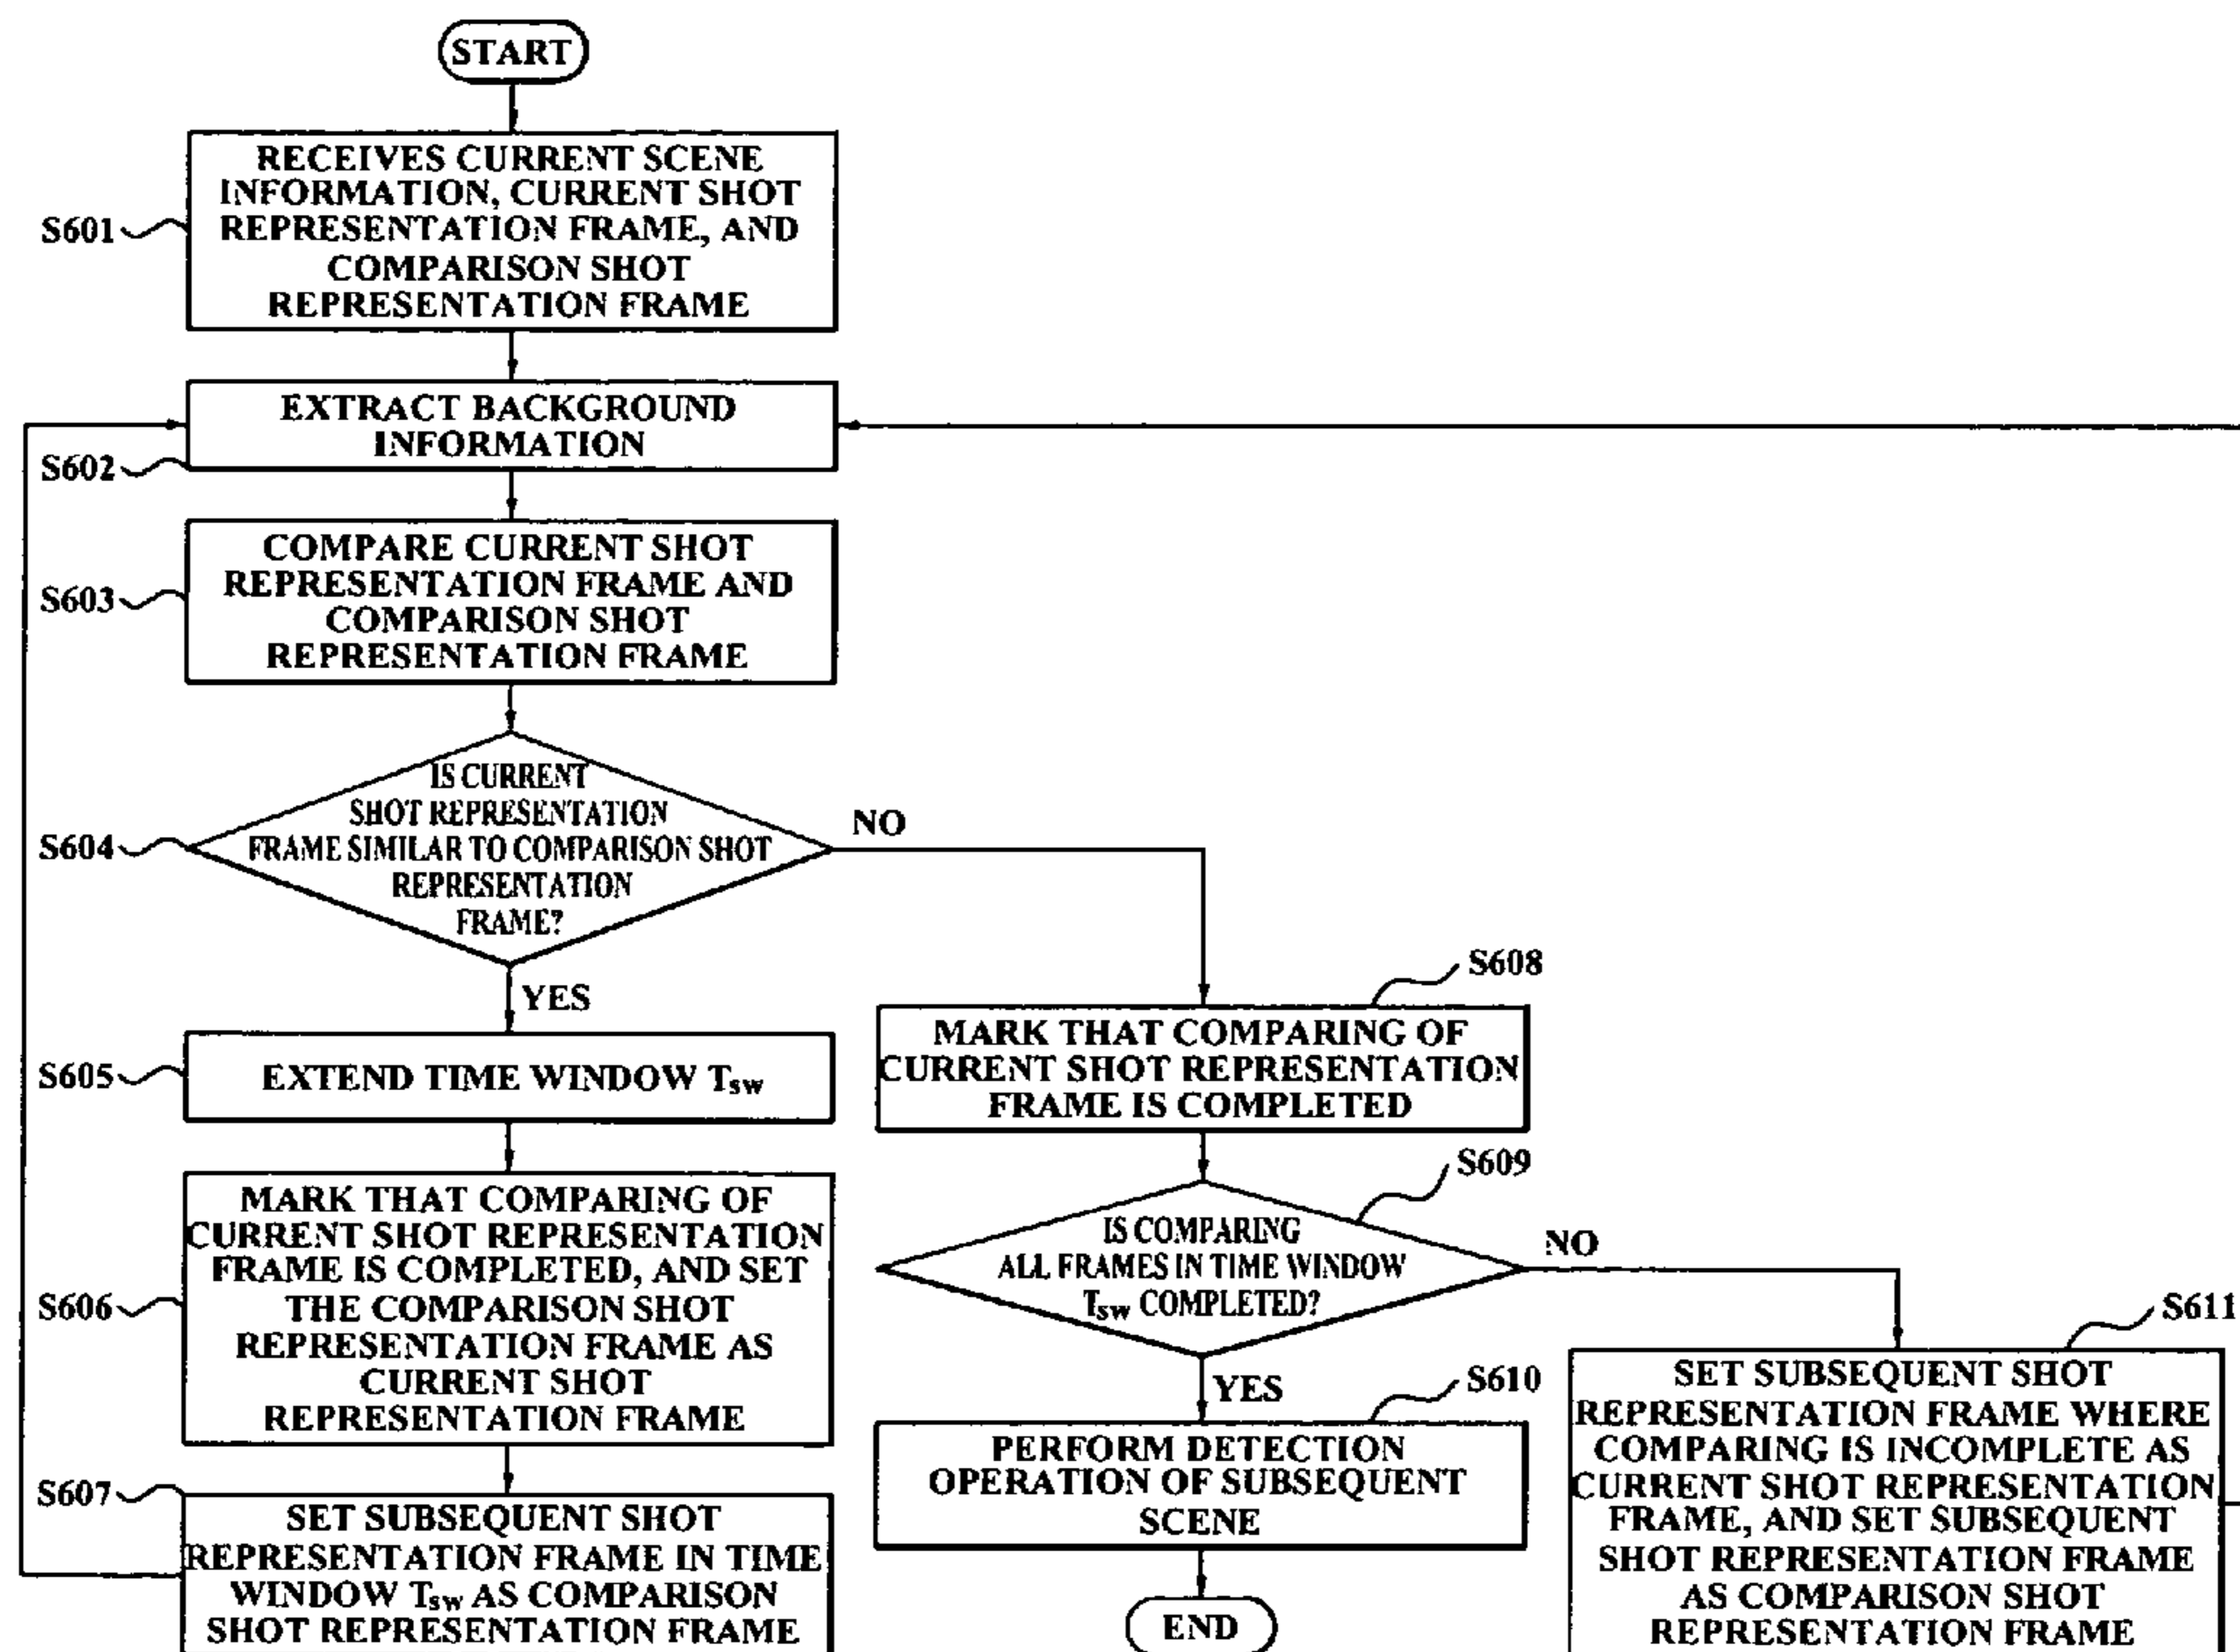 START
RECEIVES CURRENT SCENE
INFORMATION, CURRENT SHOT
REPRESENTATION FRAME, AND
COMPARISON SHOT
REPRESENTATION FRAME
S601
EXTRACT BACKGROUND
INFORMATION
S602
COMPARE CURRENT SHOT
REPRESENTATION FRAME AND
COMPARISON SHOT
REPRESENTATION FRAME
S603
IS CURRENT
SHOT REPRESENTATION
FRAME SIMILAR TO COMPARISON SHOT
REPRESENTATION
FRAME?
S604
NO
YES
EXTEND TIME WINDOW Tsw
S605
MARK THAT COMPARING OF
CURRENT SHOT REPRESENTATION
FRAME IS COMPLETED, AND SET
THE COMPARISON SHOT
REPRESENTATION FRAME AS
CURRENT SHOT
REPRESENTATION FRAME
S606
S607
SET SUBSEQUENT SHOT
REPRESENTATION FRAME IN TIME
WINDOW Tsw AS COMPARISON
SHOT REPRESENTATION FRAME
S608
MARK THAT COMPARING OF
CURRENT SHOT REPRESENTATION
FRAME IS COMPLETED
S609
IS COMPARING
ALL FRAMES IN TIME WINDOW
Tsw COMPLETED?
NO
YES
S610
PERFORM DETECTION
OPERATION OF SUBSEQUENT
SCENE
END
S611
SET SUBSEQUENT SHOT
REPRESENTATION FRAME WHERE
COMPARING IS INCOMPLETE AS
CURRENT SHOT REPRESENTATION
FRAME, AND SET SUBSEQUENT
SHOT REPRESENTATION FRAME
AS COMPARISON SHOT
REPRESENTATION FRAME